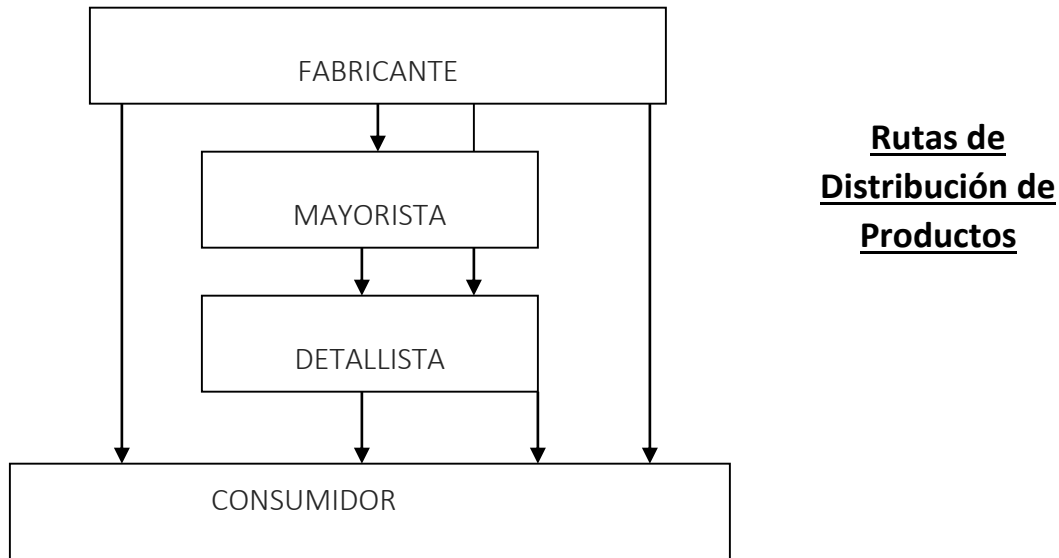 FABRICANTE
Rutas de
Distribución de
Productos
MAYORISTA
DETALLISTA
CONSUMIDOR